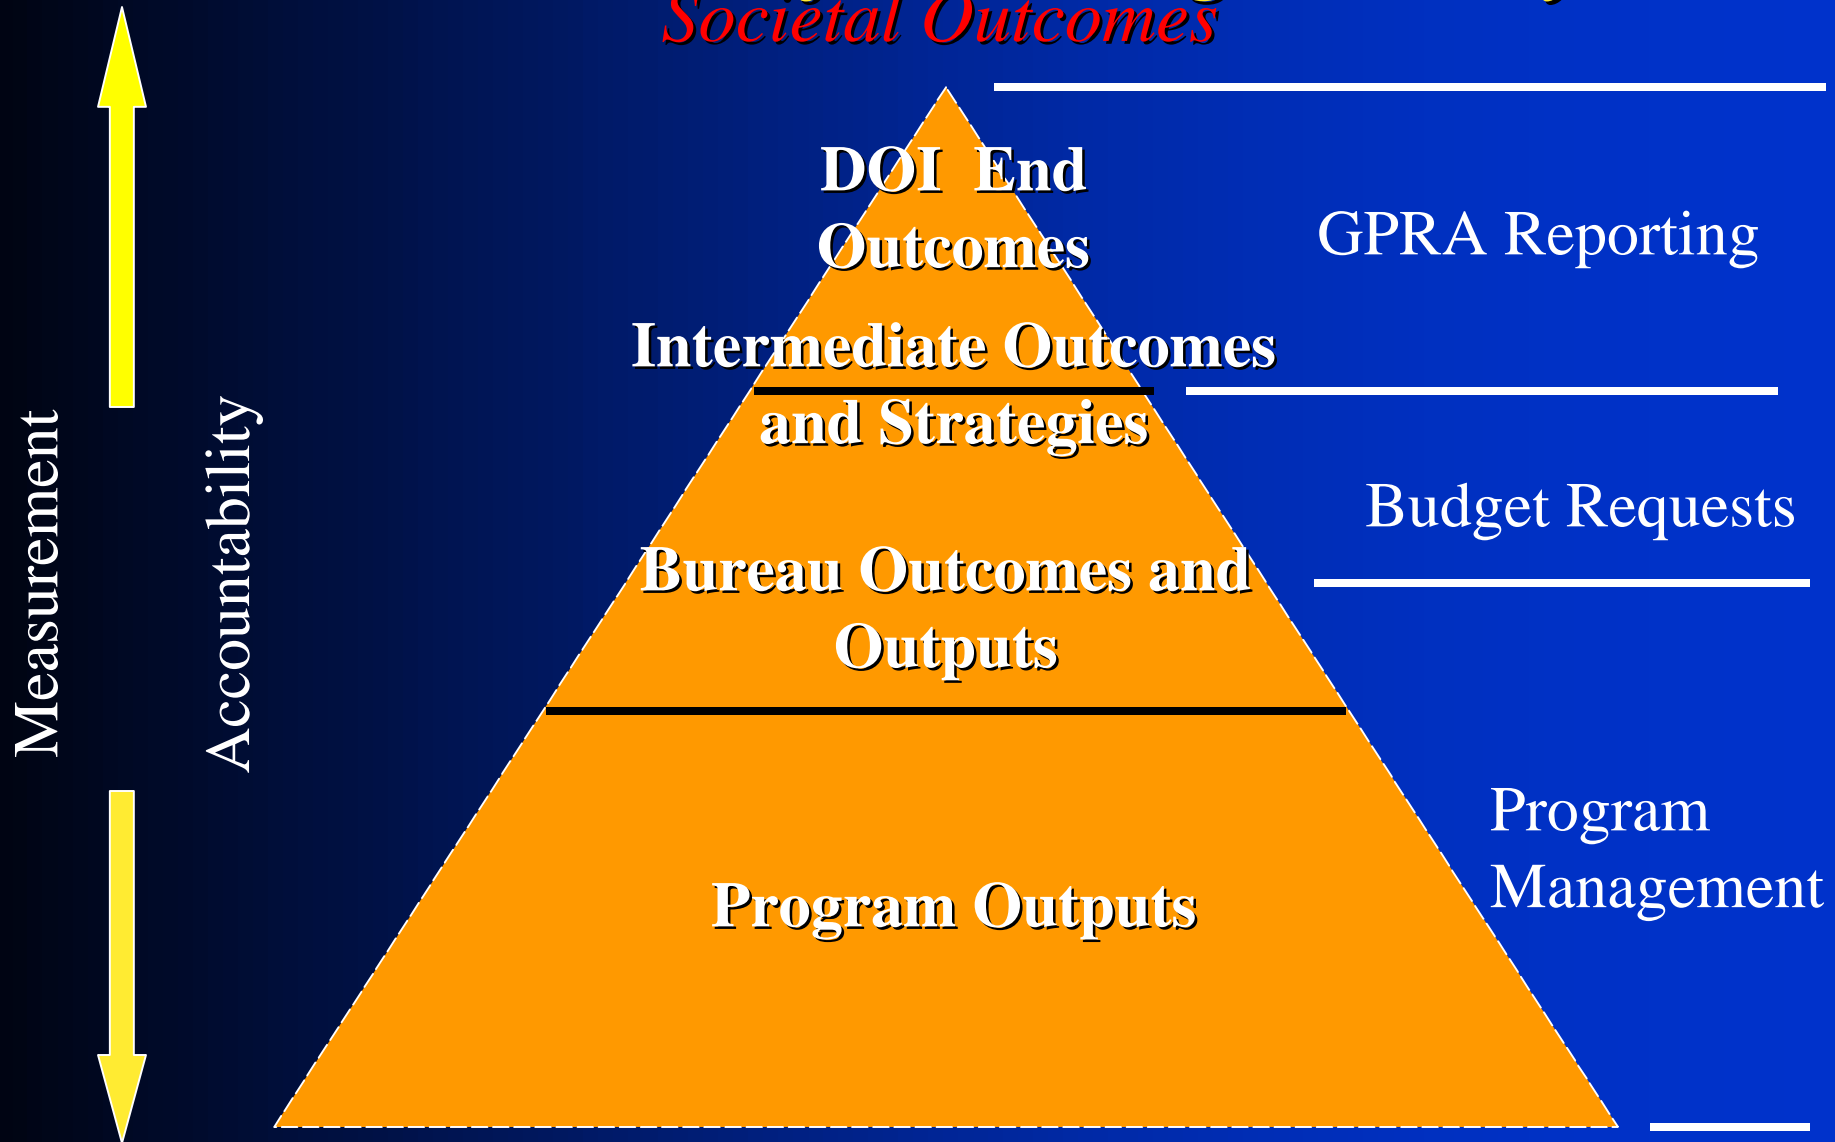 Societal Outcomes
DOI End
Outcomes
GPRA Reporting
Intermediate Outcomes
and Strategies
Budget Requests
Bureau Outcomes and
Outputs
Measurement
Accountability
Program
Management
Program Outputs